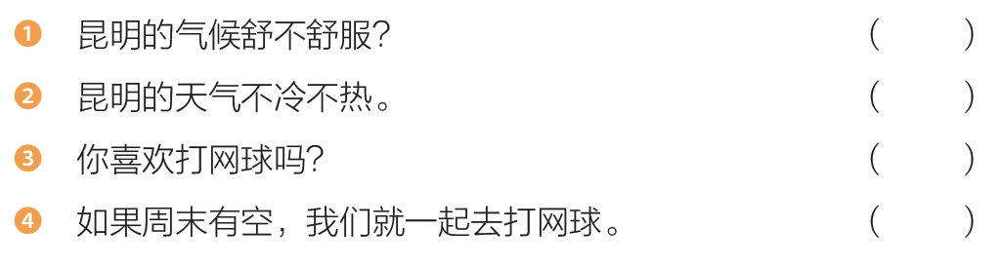 1 昆明的气候舒不舒服？ （ ）
2 昆明的天气不冷不热。 （ ）
3 你喜欢打网球吗？ （ ）
4 如果周末有空，我们就一起去打网球。 （ ）